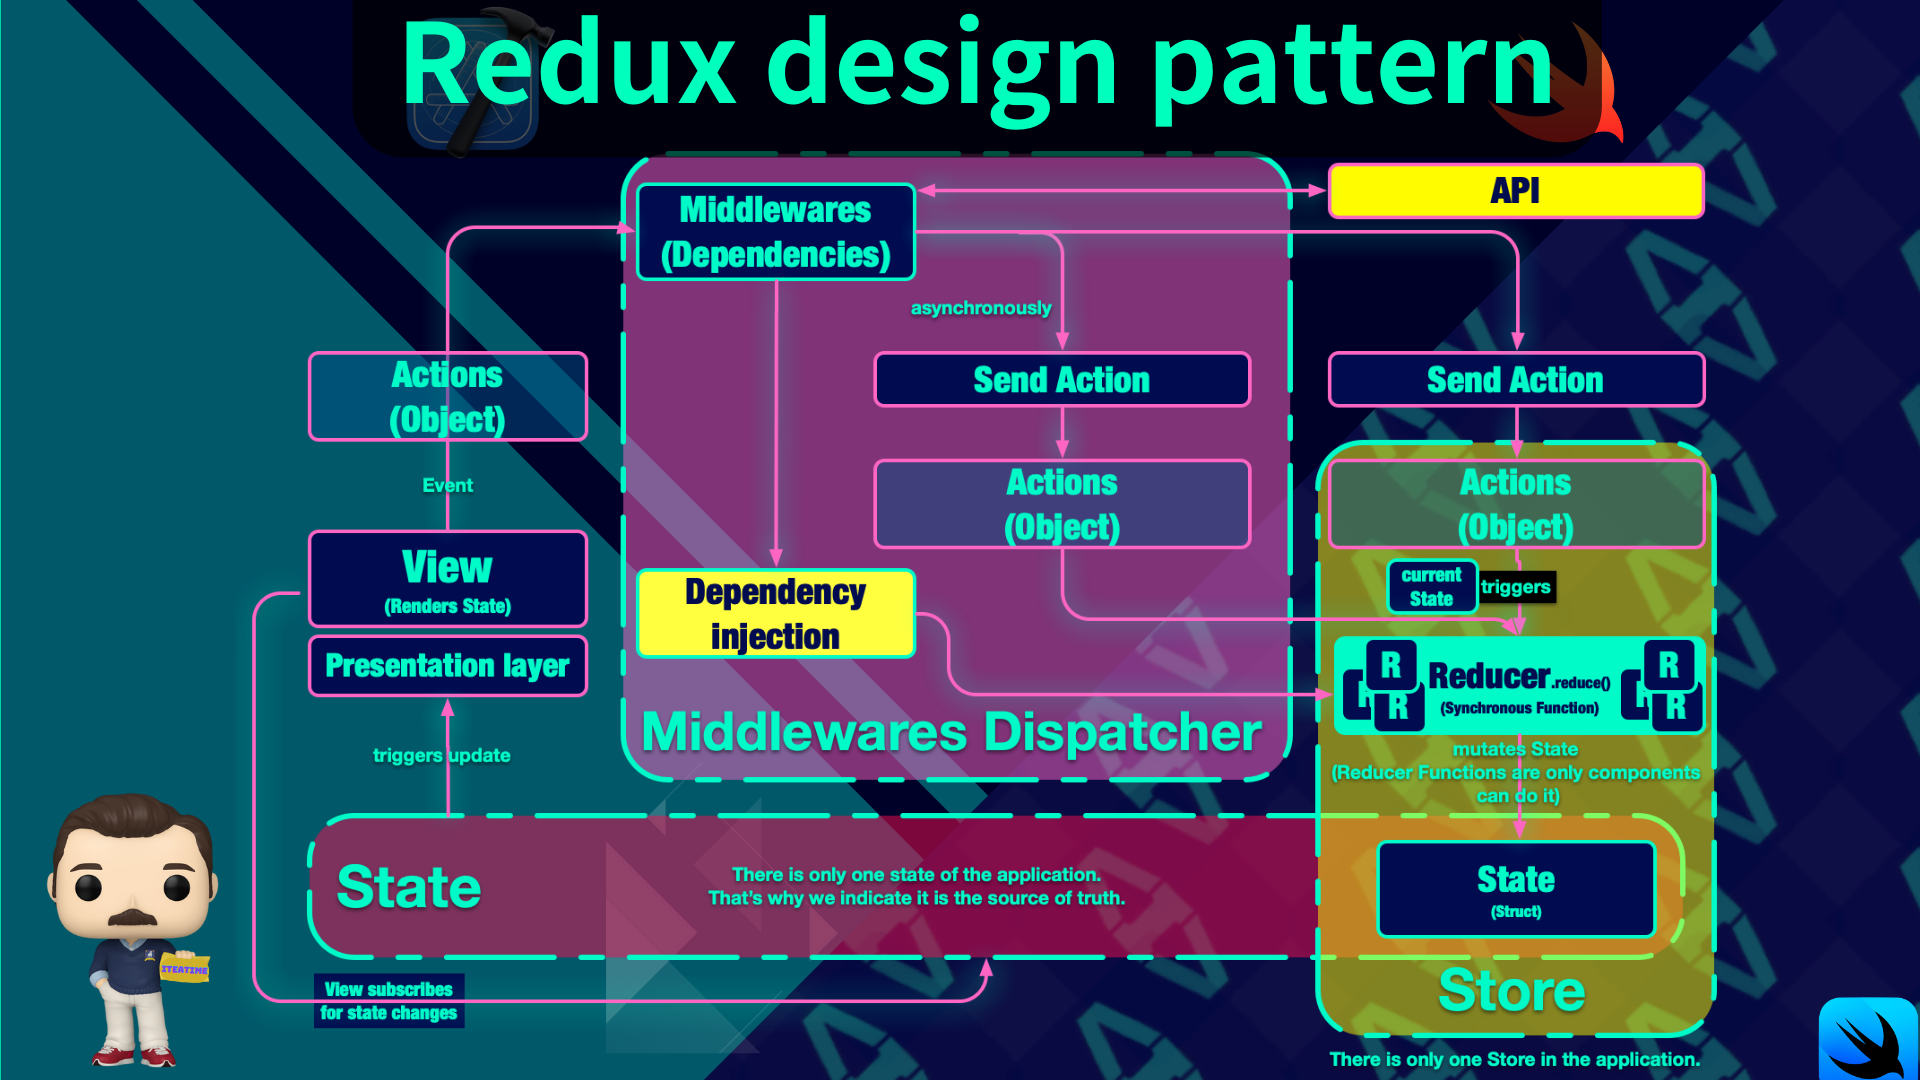 Redux design pattern
Middlewares
(Dependencies)
API
asynchronously
Actions
(Object)
Send Action
Send Action
Event
Actions
(Object)
Actions
(Object)
View
(Renders State)
Presentation layer
Dependency
injection
current
State
triggers
R
R
R
R
Reducer.reduce()
(Synchronous Function)
Middlewares Dispatcher
mutates State
(Reducer Functions are only components
can do it)
triggers update
State
There is only one state of the application.
That's why we indicate it is the source of truth.
State
(Struct)
ITEATIME
View subscribes
for state changes
Store
There is only one Store in the application.